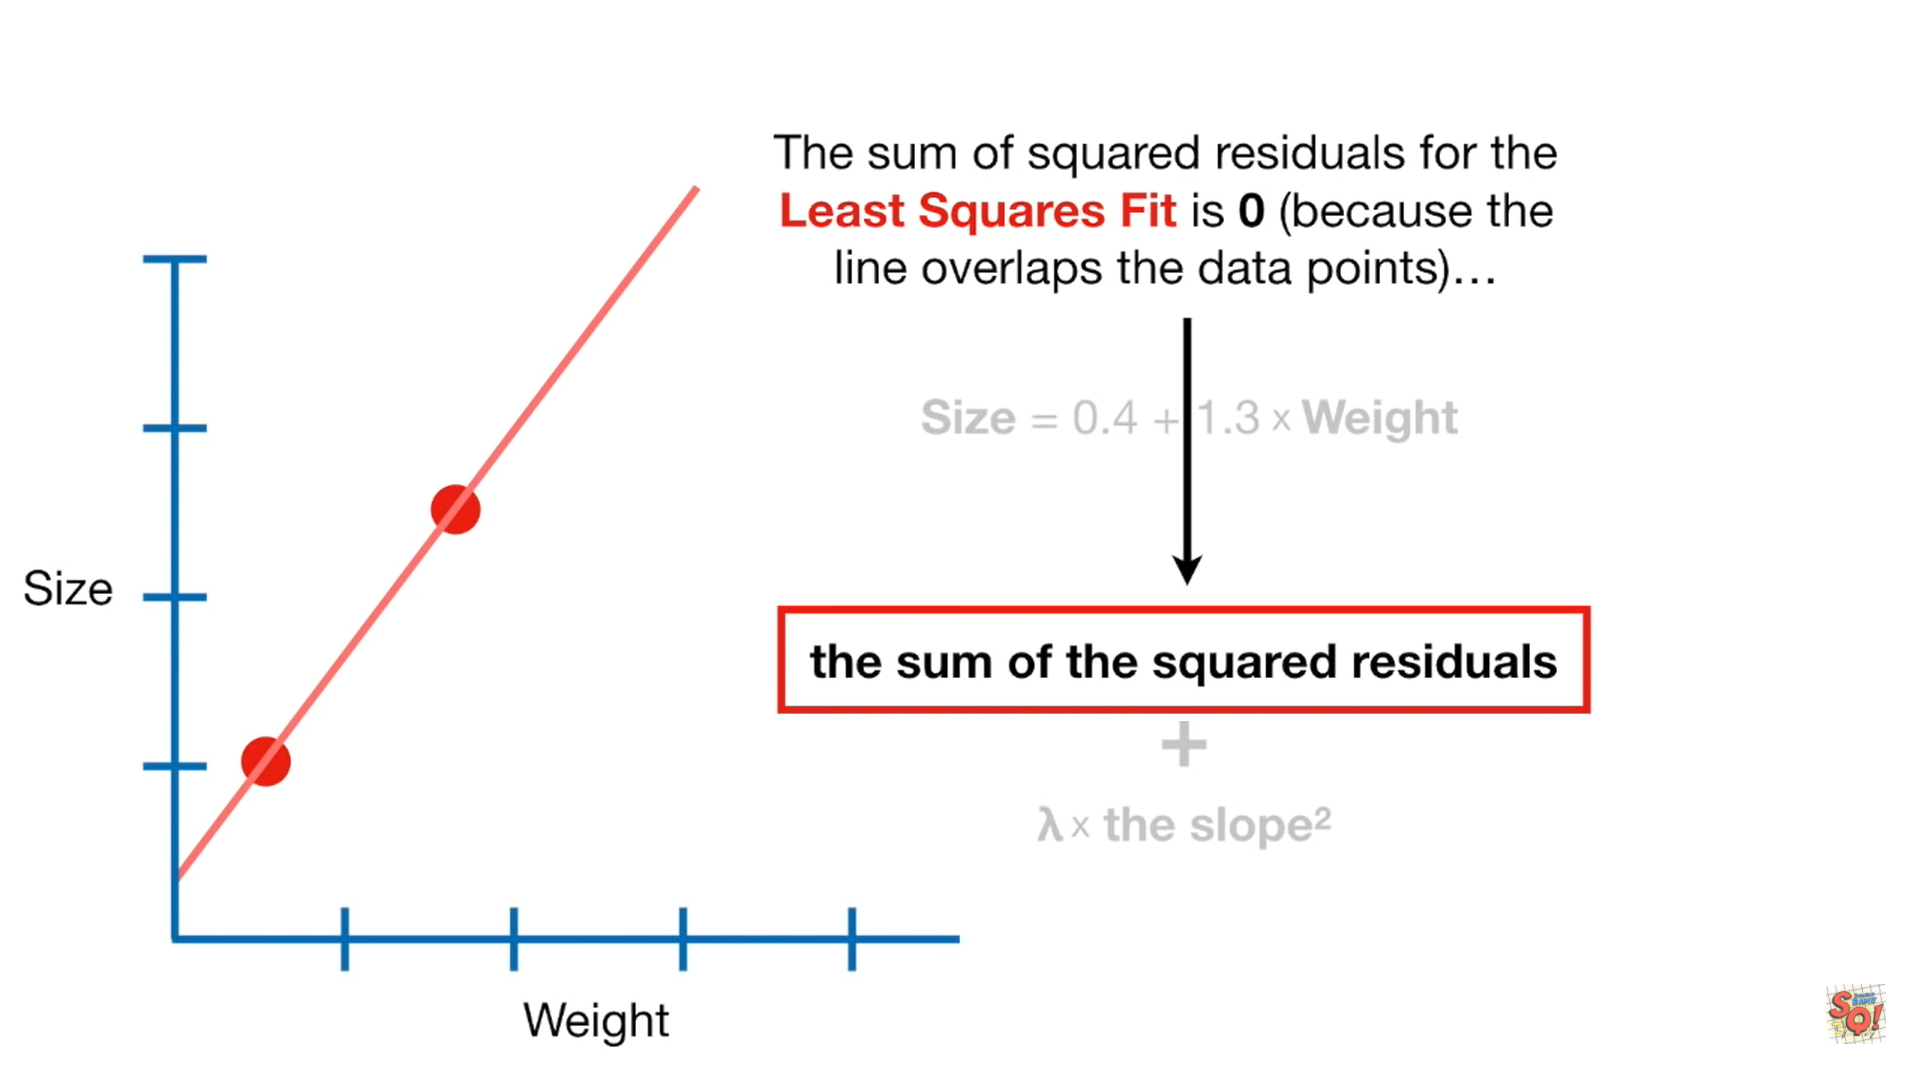 The sum of squared residuals for the
Least Squares Fit is 0 (because the
line overlaps the data points)…
Size = 0.4 + 1.3 x Weight
Size
the sum of the squared residuals
+
λ x the slope²
Weight
SQ!